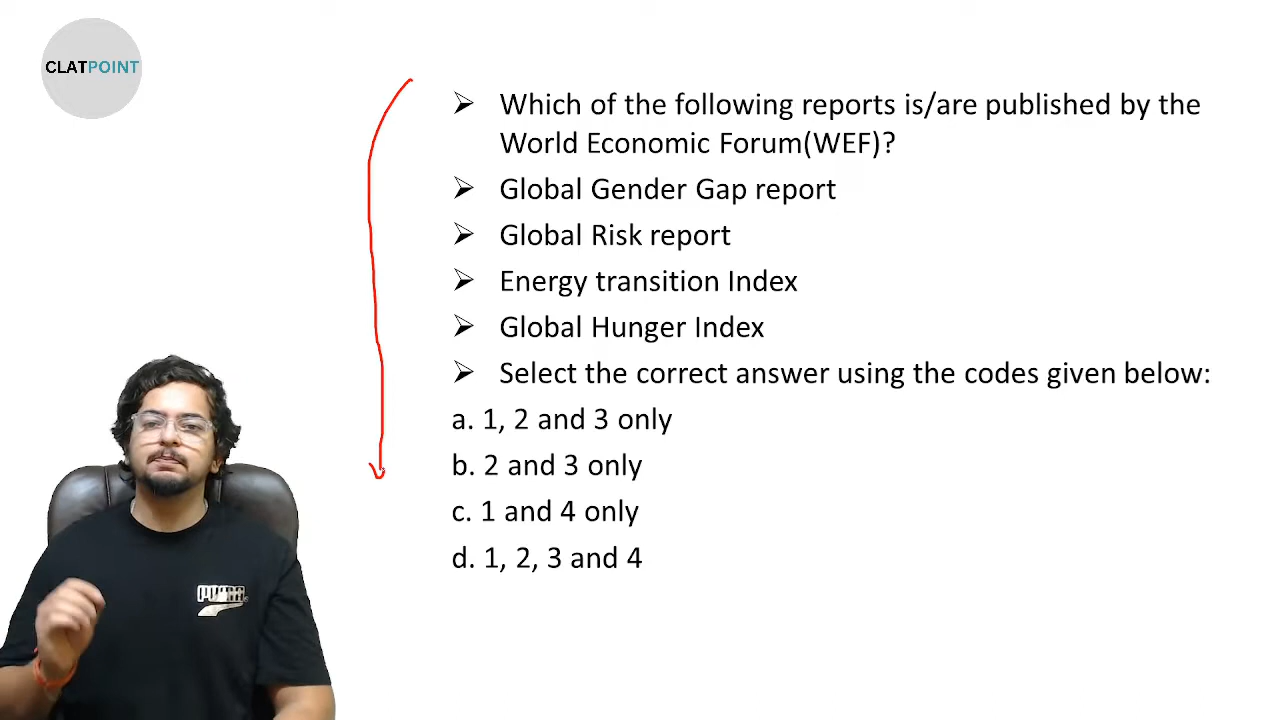 CLATPOINT
➢ Which of the following reports is/are published by the
World Economic Forum(WEF)?
➢ Global Gender Gap report
➢ Global Risk report
➢ Energy transition Index
➢ Global Hunger Index
➢ Select the correct answer using the codes given below:
a. 1, 2 and 3 only
b. 2 and 3 only
c. 1 and 4 only
d. 1, 2, 3 and 4